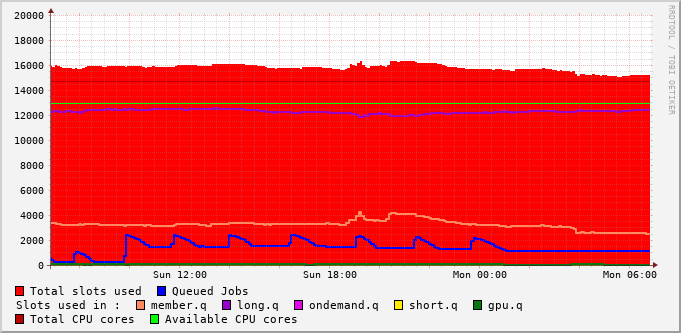 20000
18000
16000
14000
12000
10000
8000
6000
4000
2000
0
Sun 12:00 Sun 18:00 Mon 00:00 Mon 06:00
RRDTOOL / TOBI OETIKER
Total slots used Queued Jobs
Slots used in : member.q long.q ondemand.q short.q gpu.q
Total CPU cores Available CPU cores